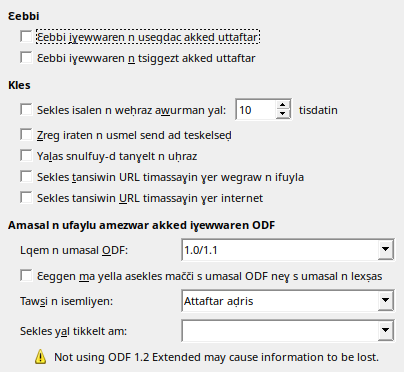 Ɛebbi
Ɛebbi iɣewwaren n useqdac akked uttaftar
Ɛebbi iɣewwaren n tsiggezt akked uttaftar
Kles
Sekles isalen n weḥraz awurman yal: 10 tisdatin
Ẓreg iraten n usmel send ad teskelseḍ
Yalas snulfuy-d tanɣelt n uḥraz
Sekles tansiwin URL timassaɣin ɣer wegraw n ifuyla
Sekles tansiwin URL timassaɣin ɣer internet
Amasal n ufaylu amezwar akked iɣewwaren ODF
Lqem n umasal ODF: 1.0/1.1
Ɛeggen ma yella asekles mačči s umasal ODF neɣ s umasal n lexṣas
Tawsi n isemliyen: Attaftar aḍris
Sekles yal tikkelt am:
Not using ODF 1.2 Extended may cause information to be lost.